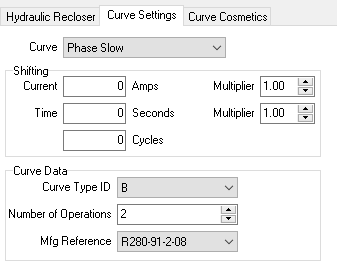 Hydraulic Recloser Curve Settings Curve Cosmetics
Curve Phase Slow
Shifting
Current 0 Amps Multiplier 1.00
Time 0 Seconds Multiplier 1.00
0 Cycles
Curve Data
Curve Type ID B
Number of Operations 2
Mfg Reference R280-91-2-08